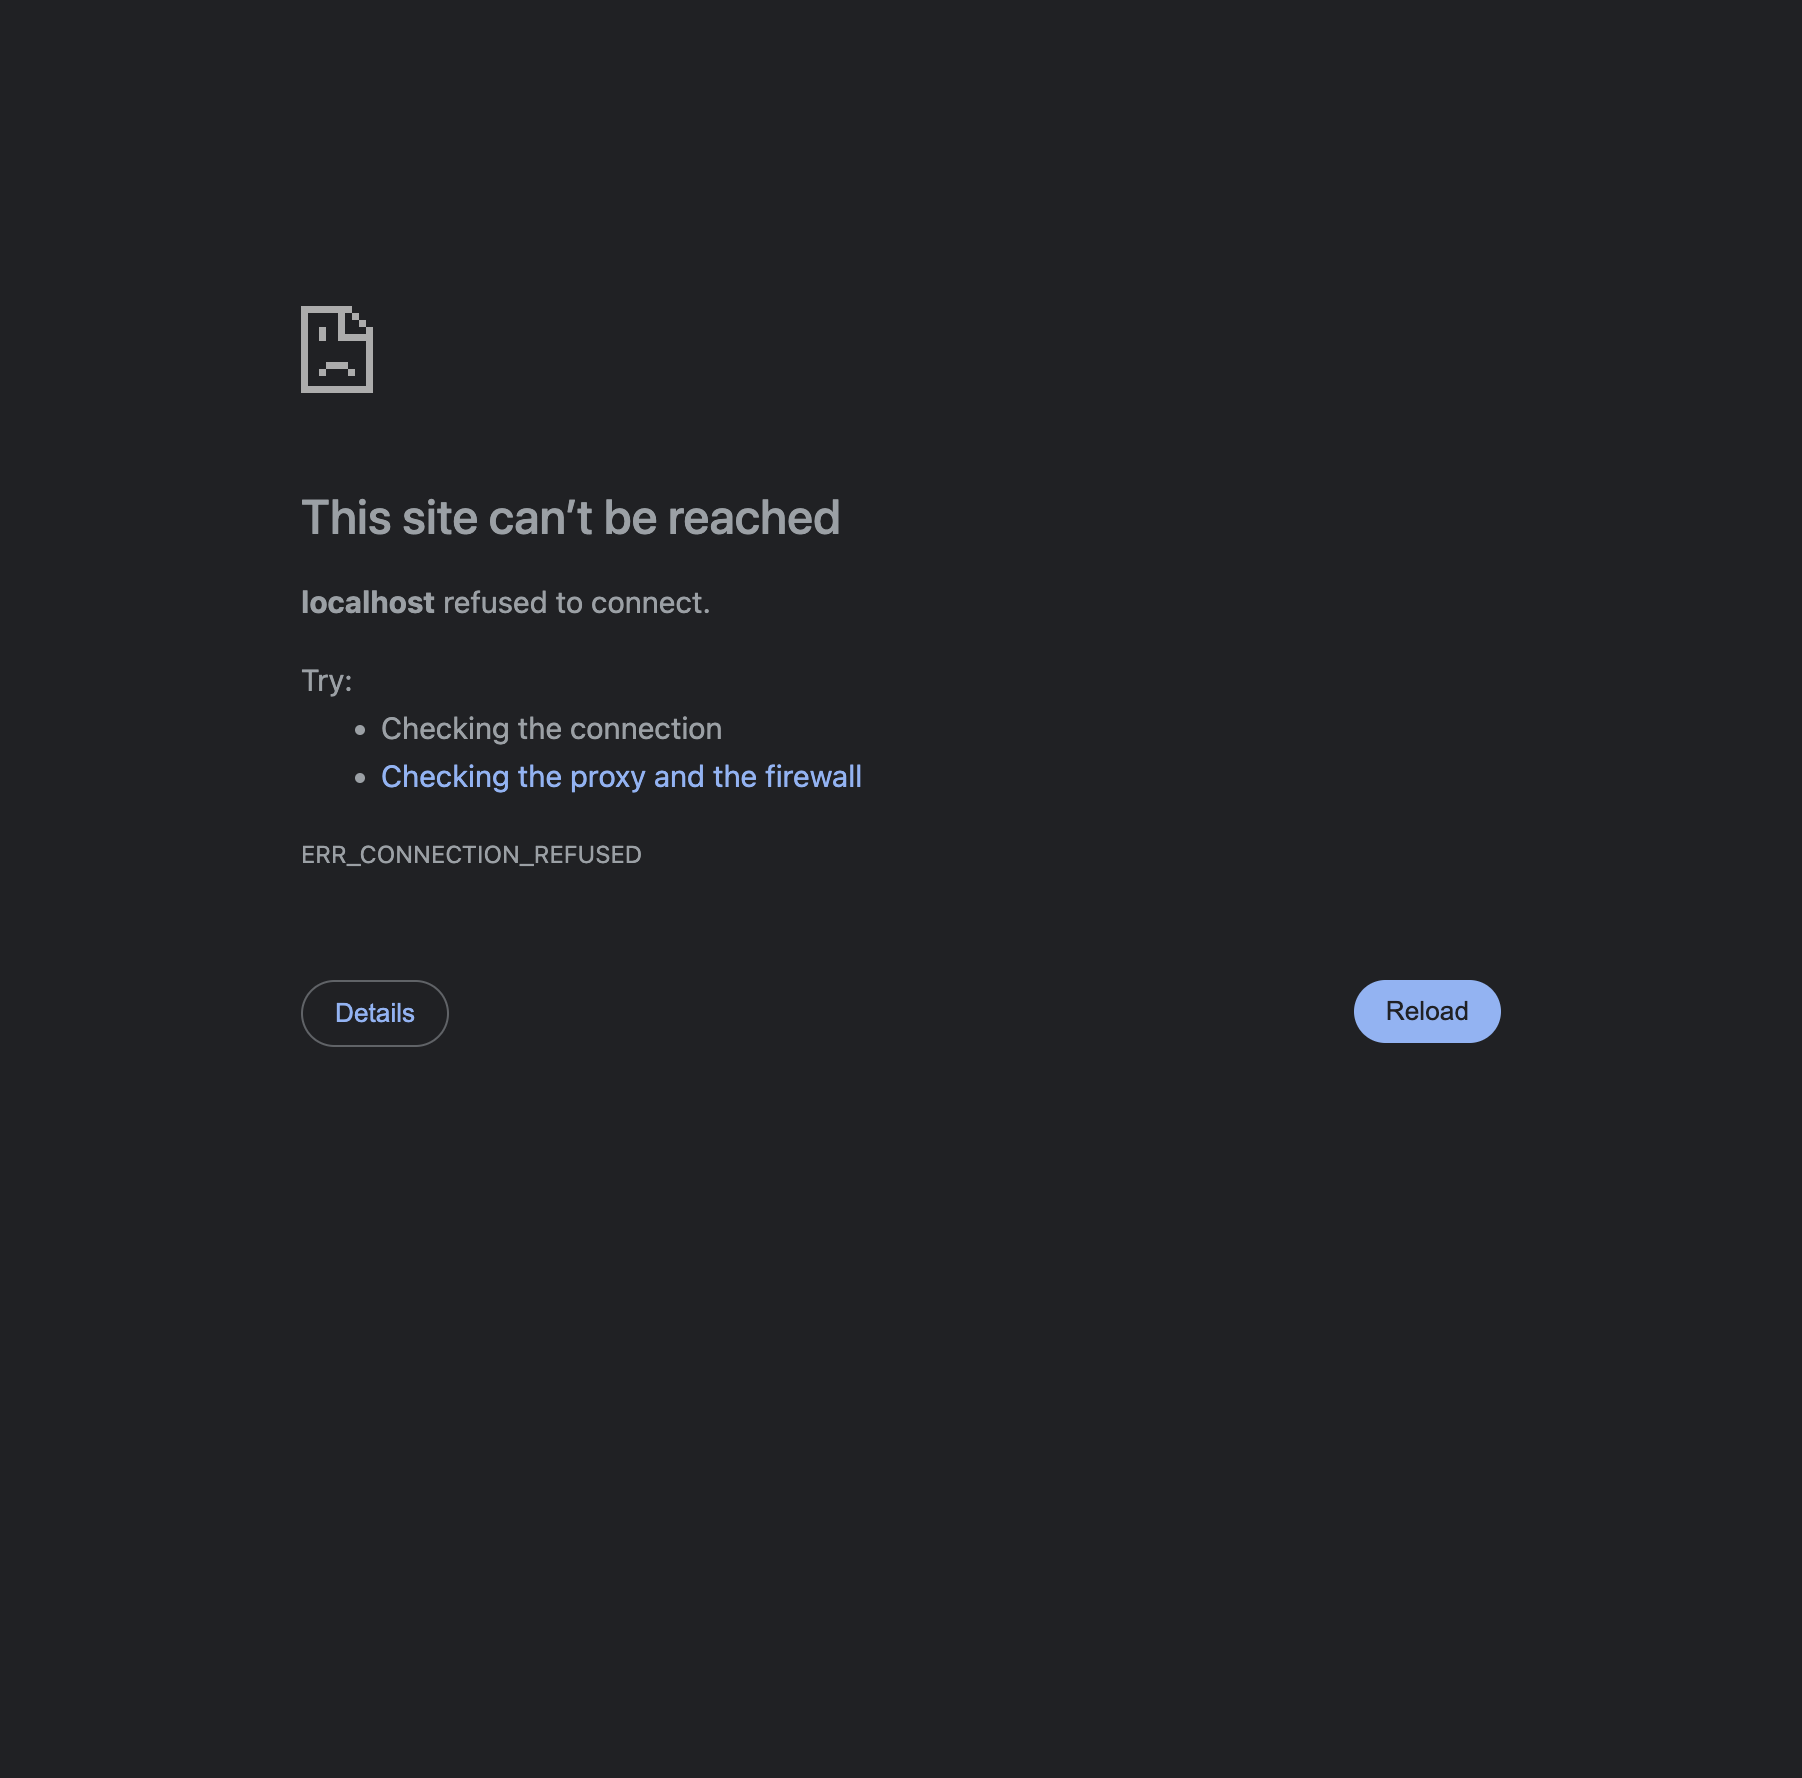 This site can’t be reached
localhost refused to connect.
Try:
Checking the connection
Checking the proxy and the firewall
ERR_CONNECTION_REFUSED
Details
Reload